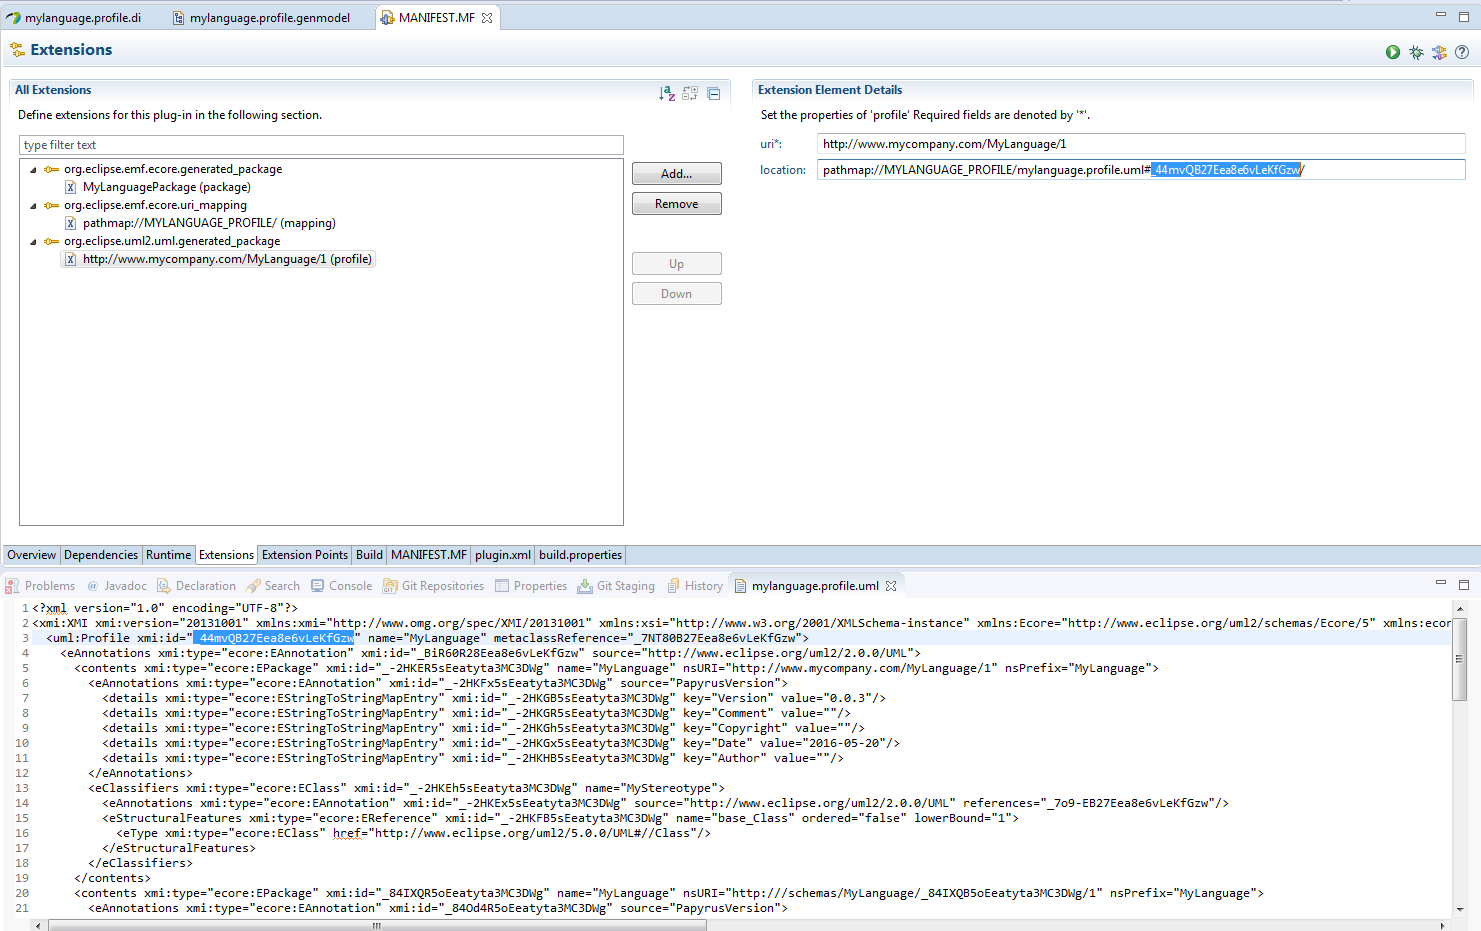 mylanguage.profile.di mylanguage.profile.genmodel MANIFEST.MF
Extensions
All Extensions
Define extensions for this plug-in in the following section.
type filter text
org.eclipse.emf.ecore.generated_package
MyLanguagePackage (package)
org.eclipse.emf.ecore.uri_mapping
pathmap://MYLANGUAGE_PROFILE/ (mapping)
org.eclipse.uml2.uml.generated_package
http://www.mycompany.com/MyLanguage/1 (profile)
Add...
Remove
Up
Down
Extension Element Details
Set the properties of 'profile' Required fields are denoted by '*'.
uri*: http://www.mycompany.com/MyLanguage/1
location: pathmap://MYLANGUAGE_PROFILE/mylanguage.profile.uml#_44mvQB27Eea8e6vLeKfGzw/
Overview Dependencies Runtime Extensions Extension Points Build MANIFEST.MF plugin.xml build.properties
Problems @ Javadoc Declaration Search Console Git Repositories Properties Git Staging History mylanguage.profile.uml
1 <?xml version="1.0" encoding="UTF-8"?>
2 <xmi:XMI xmi:version="20131001" xmlns:xmi="http://www.omg.org/spec/XMI/20131001" xmlns:xsi="http://www.w3.org/2001/XMLSchema-instance" xmlns:Ecore="http://www.eclipse.org/uml2/schemas/Ecore/5" xmlns:ecor
3 <uml:Profile xmi:id="_44mvQB27Eea8e6vLeKfGzw" name="MyLanguage" metaclassReference="_7NT80B27Eea8e6vLeKfGzw">
4 <eAnnotations xmi:type="ecore:EAnnotation" xmi:id="_BiR60R28Eea8e6vLeKfGzw" source="http://www.eclipse.org/uml2/2.0.0/UML">
5 <contents xmi:type="ecore:EPackage" xmi:id="_-2HKER5sEeatyta3MC3DWg" name="MyLanguage" nsURI="http://www.mycompany.com/MyLanguage/1" nsPrefix="MyLanguage">
6 <eAnnotations xmi:type="ecore:EAnnotation" xmi:id="_-2HKFx5sEeatyta3MC3DWg" source="PapyrusVersion">
7 <details xmi:type="ecore:EStringToStringMapEntry" xmi:id="_-2HKGB5sEeatyta3MC3DWg" key="Version" value="0.0.3"/>
8 <details xmi:type="ecore:EStringToStringMapEntry" xmi:id="_-2HKGR5sEeatyta3MC3DWg" key="Comment" value=""/>
9 <details xmi:type="ecore:EStringToStringMapEntry" xmi:id="_-2HKGh5sEeatyta3MC3DWg" key="Copyright" value=""/>
10 <details xmi:type="ecore:EStringToStringMapEntry" xmi:id="_-2HKGx5sEeatyta3MC3DWg" key="Date" value="2016-05-20"/>
11 <details xmi:type="ecore:EStringToStringMapEntry" xmi:id="_-2HKHB5sEeatyta3MC3DWg" key="Author" value=""/>
12 </eAnnotations>
13 <eClassifiers xmi:type="ecore:EClass" xmi:id="_-2HKEh5sEeatyta3MC3DWg" name="MyStereotype">
14 <eAnnotations xmi:type="ecore:EAnnotation" xmi:id="_-2HKEx5sEeatyta3MC3DWg" source="http://www.eclipse.org/uml2/2.0.0/UML" references="_7o9-EB27Eea8e6vLeKfGzw"/>
15 <eStructuralFeatures xmi:type="ecore:EReference" xmi:id="_-2HKFB5sEeatyta3MC3DWg" name="base_Class" ordered="false" lowerBound="1">
16 <eType xmi:type="ecore:EClass" href="http://www.eclipse.org/uml2/5.0.0/UML#//Class"/>
17 </eStructuralFeatures>
18 </eClassifiers>
19 </contents>
20 <contents xmi:type="ecore:EPackage" xmi:id="_84IXQR5oEeatyta3MC3DWg" name="MyLanguage" nsURI="http:///schemas/MyLanguage/_84IXQB5oEeatyta3MC3DWg/1" nsPrefix="MyLanguage">
21 <eAnnotations xmi:type="ecore:EAnnotation" xmi:id="_84Od4R5oEeatyta3MC3DWg" source="PapyrusVersion">